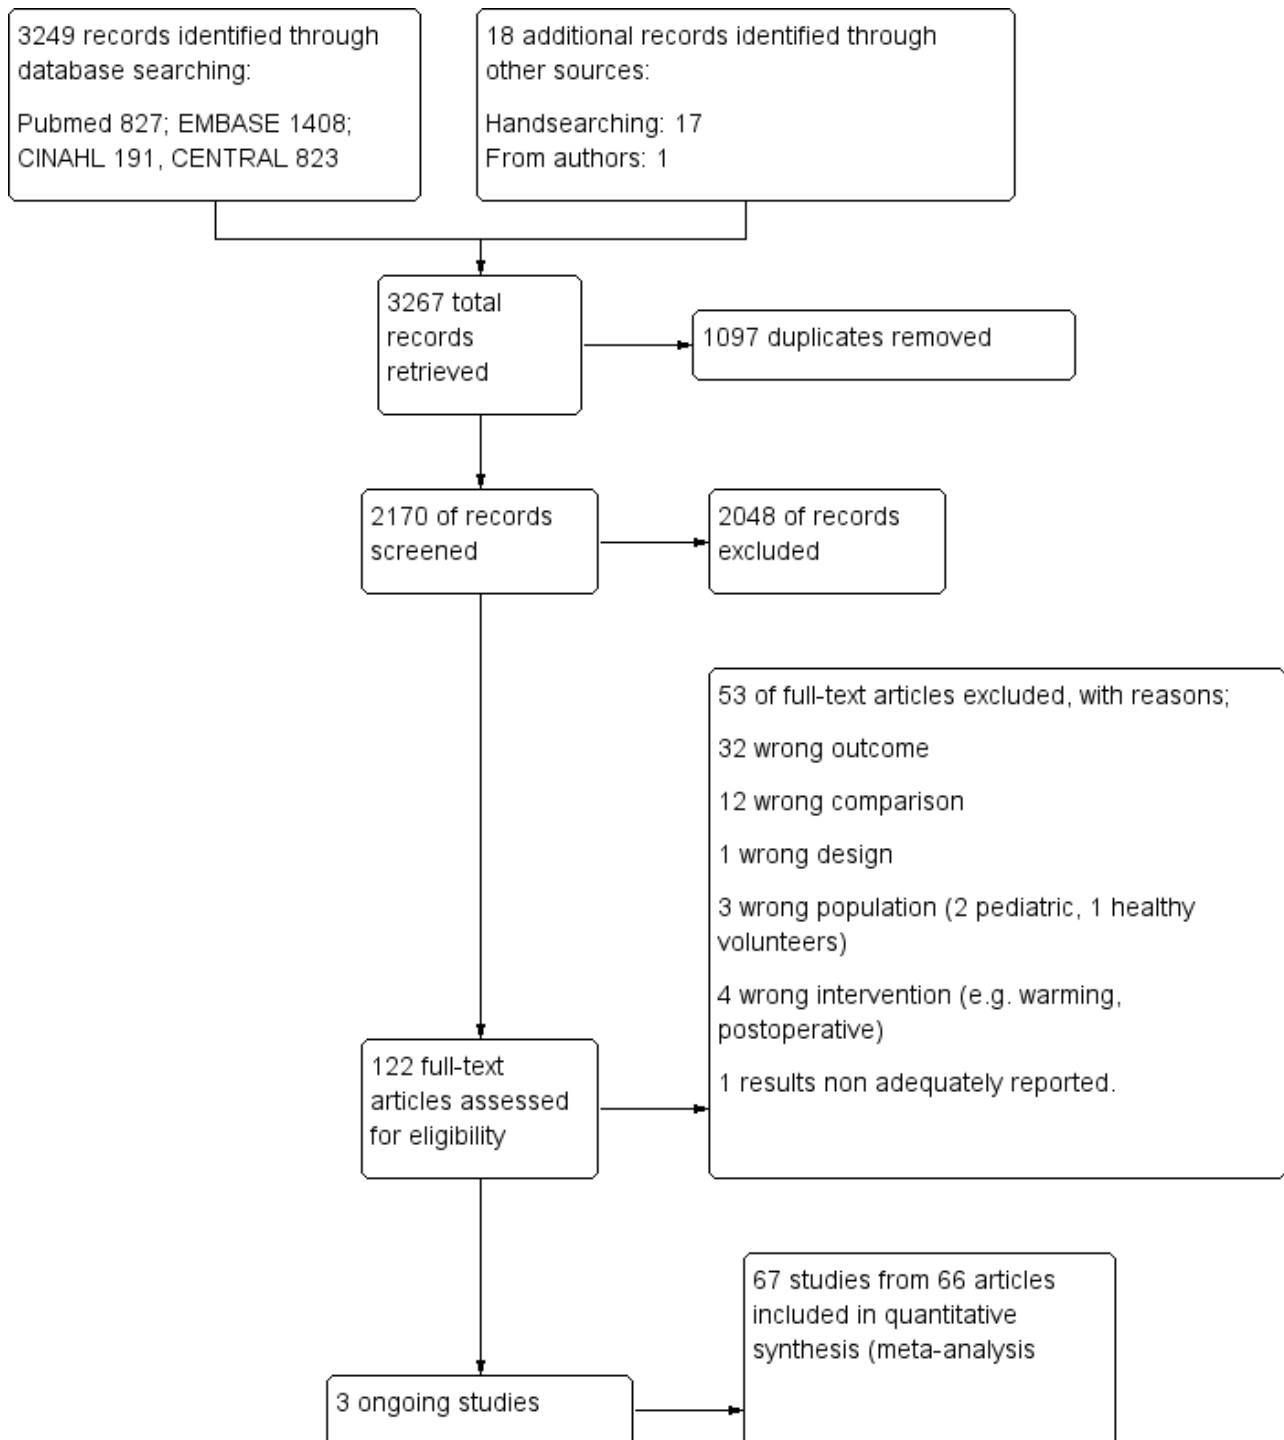 3249 records identified through
database searching:
Pubmed 827; EMBASE 1408;
CINAHL 191, CENTRAL 823
18 additional records identified through
other sources:
Handsearching: 17
From authors: 1
3267 total
records
retrieved
1097 duplicates removed
2170 of records
screened
2048 of records
excluded
53 of full-text articles excluded, with reasons;
32 wrong outcome
12 wrong comparison
1 wrong design
3 wrong population (2 pediatric, 1 healthy
volunteers)
4 wrong intervention (e.g. warming,
postoperative)
1 results non adequately reported.
122 full-text
articles assessed
for eligibility
67 studies from 66 articles
included in quantitative
synthesis (meta-analysis
3 ongoing studies